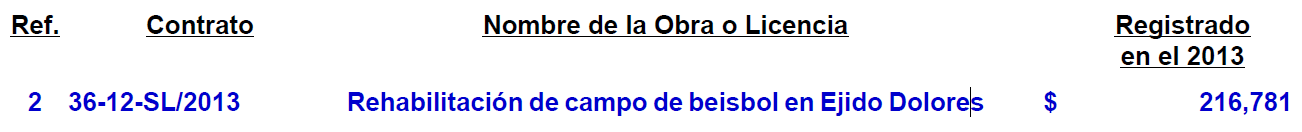 Ref. Contrato Nombre de la Obra o Licencia Registrado
en el 2013
2 36-12-SL/2013 Rehabilitación de campo de beisbol en Ejido Dolores $ 216,781